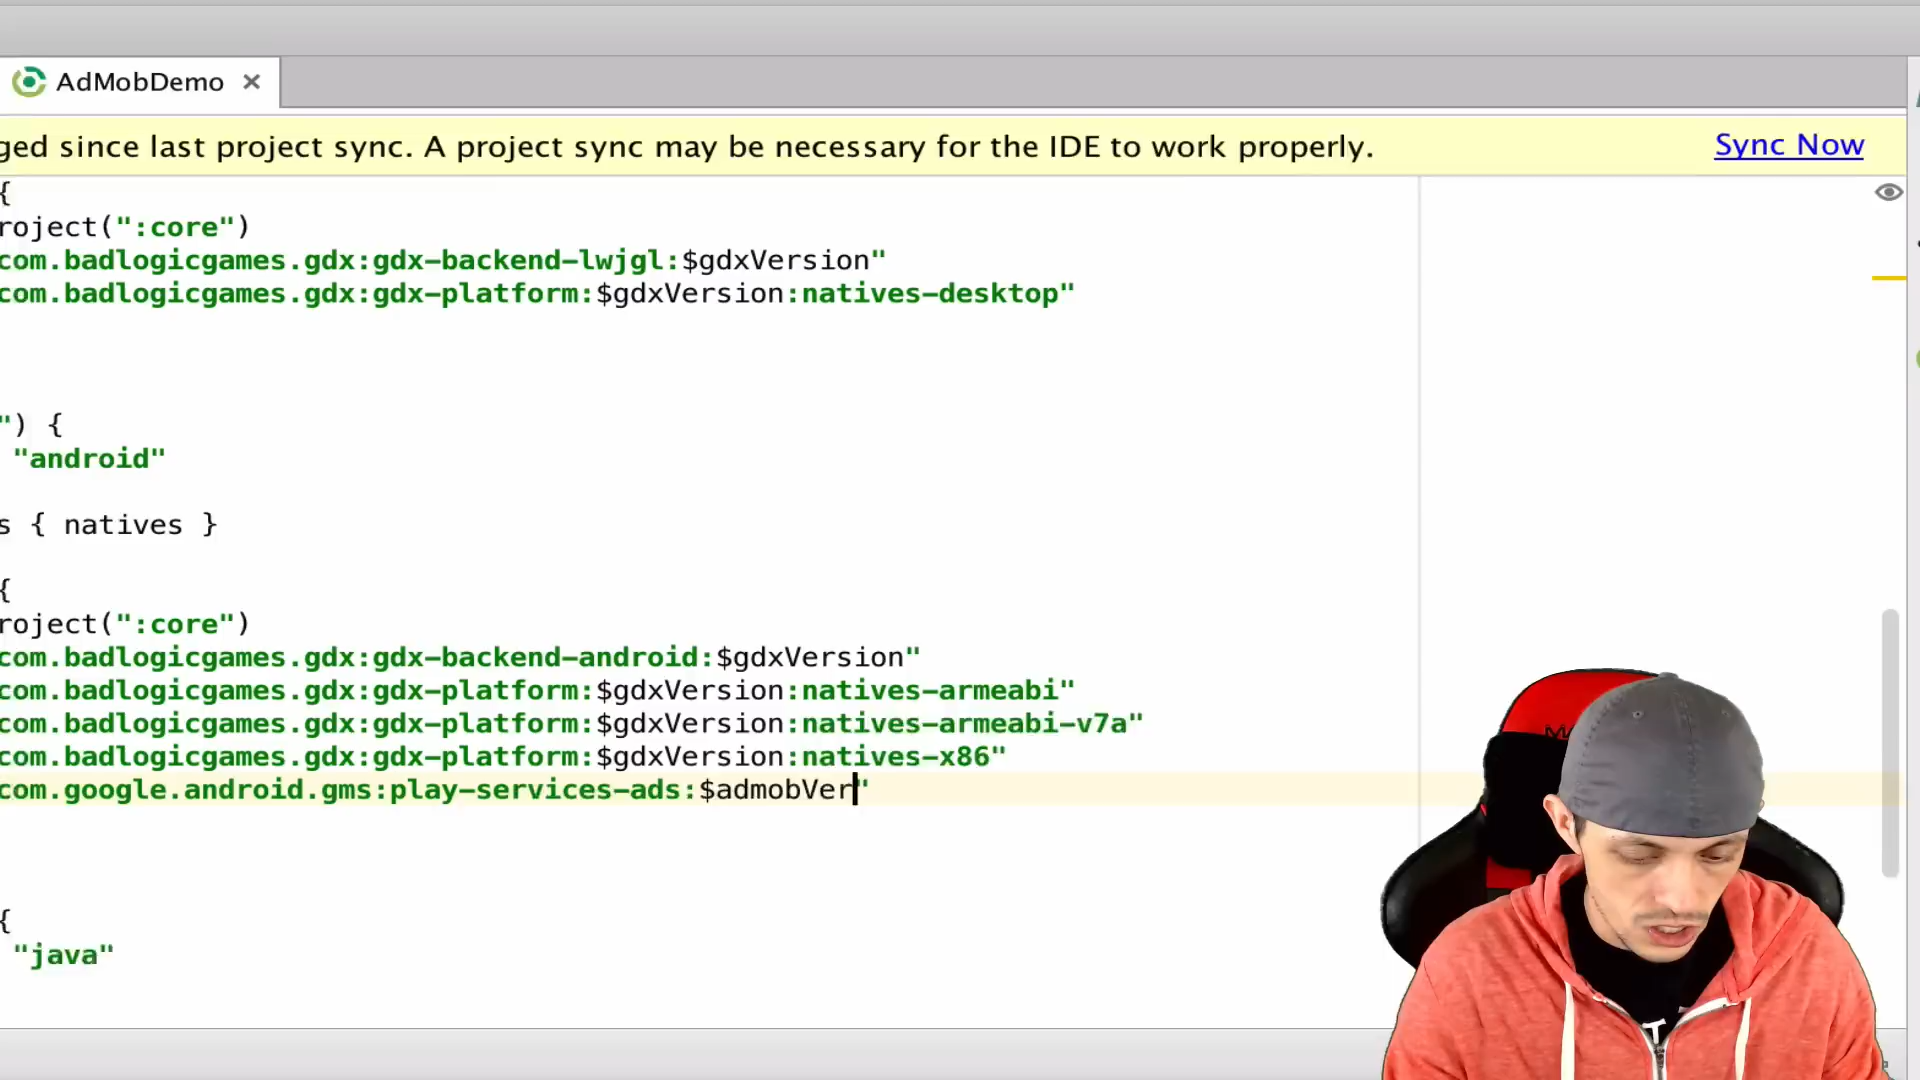 AdMobDemo
ged since last project sync. A project sync may be necessary for the IDE to work properly. Sync Now
{
roject(":core")
com.badlogicgames.gdx:gdx-backend-lwjgl:$gdxVersion"
com.badlogicgames.gdx:gdx-platform:$gdxVersion:natives-desktop"
") {
"android"
s { natives }
{
roject(":core")
com.badlogicgames.gdx:gdx-backend-android:$gdxVersion"
com.badlogicgames.gdx:gdx-platform:$gdxVersion:natives-armeabi"
com.badlogicgames.gdx:gdx-platform:$gdxVersion:natives-armeabi-v7a"
com.badlogicgames.gdx:gdx-platform:$gdxVersion:natives-x86"
com.google.android.gms:play-services-ads:$admobVer"
{
"java"